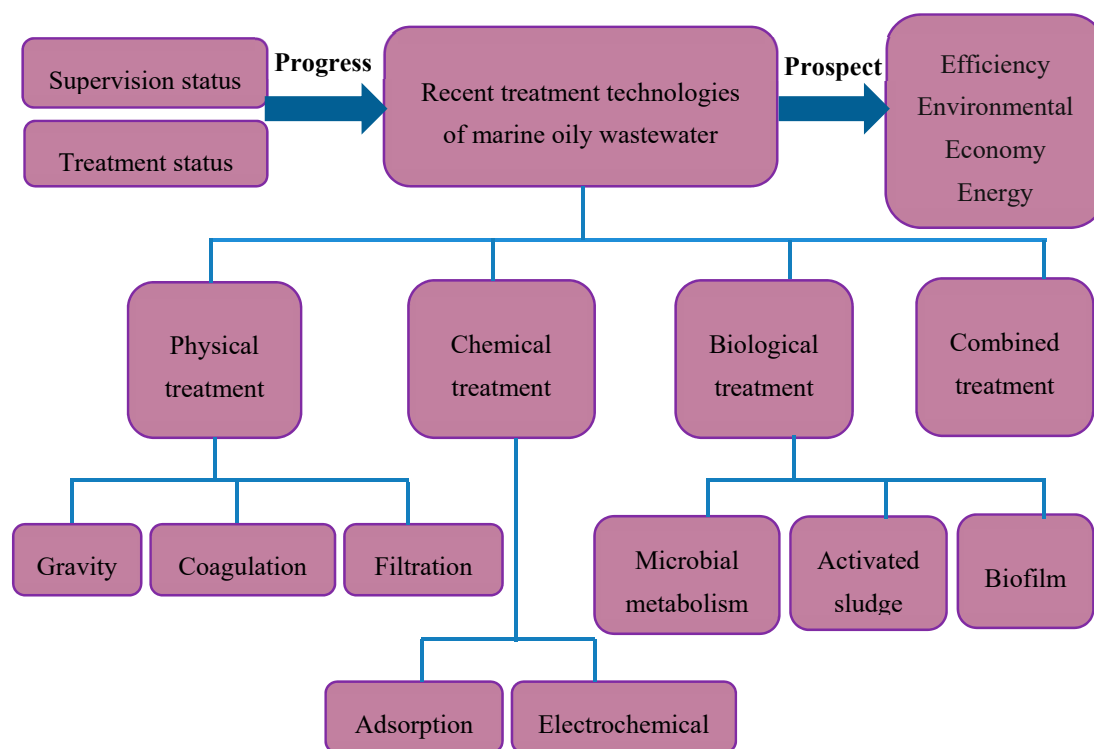 Supervision status
Treatment status
Progress
Recent treatment technologies
of marine oily wastewater
Prospect
Efficiency
Environmental
Economy
Energy
Physical
treatment
Chemical
treatment
Biological
treatment
Combined
treatment
Gravity
Coagulation
Filtration
Microbial
metabolism
Activated
sludge
Biofilm
Adsorption
Electrochemical